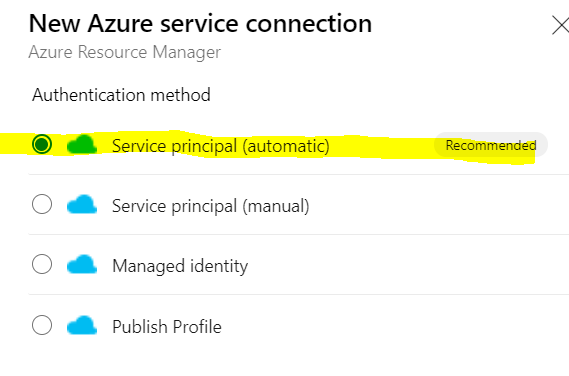 New Azure service connection
Azure Resource Manager
Authentication method
Service principal (automatic) Recommended
Service principal (manual)
Managed identity
Publish Profile